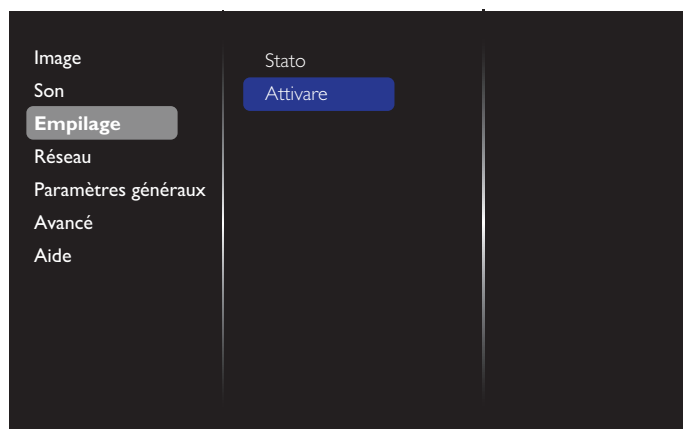 Image
Son
Empilage
Réseau
Paramètres généraux
Avancé
Aide
Stato
Attivare